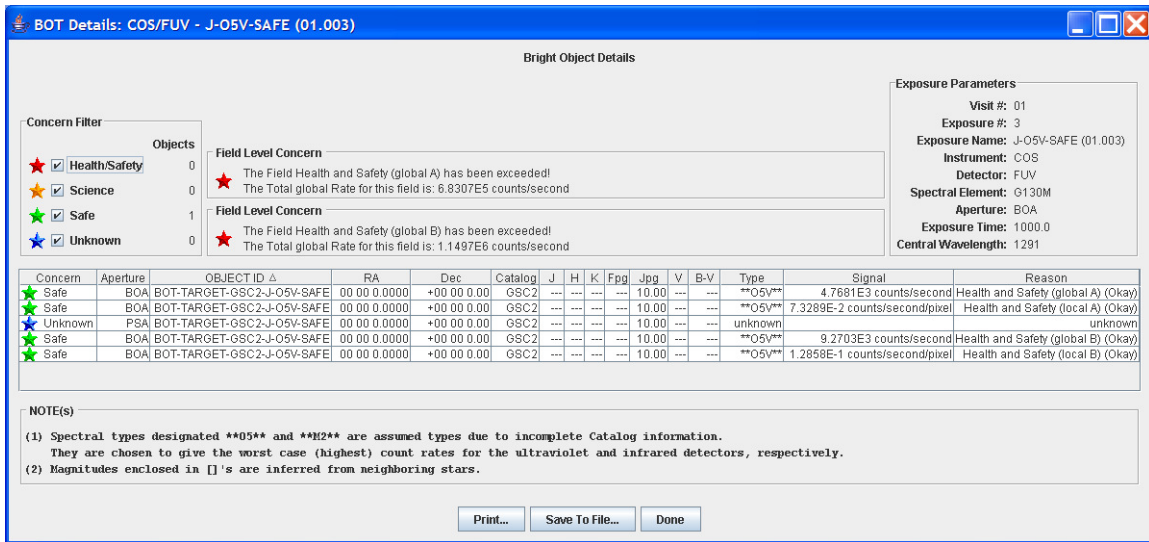 BOT Details: COS/FUV - J-O5V-SAFE (01.003)
Bright Object Details
Concern Filter
Objects
Health/Safety 0
Science 0
Safe 1
Unknown 0
Field Level Concern
The Field Health and Safety (global A) has been exceeded!
The Total global Rate for this field is: 6.8307E5 counts/second
Field Level Concern
The Field Health and Safety (global B) has been exceeded!
The Total global Rate for this field is: 1.1497E6 counts/second
Exposure Parameters
Visit #: 01
Exposure #: 3
Exposure Name: J-O5V-SAFE (01.003)
Instrument: COS
Detector: FUV
Spectral Element: G130M
Aperture: BOA
Exposure Time: 1000.0
Central Wavelength: 1291
Concern Aperture OBJECT ID △ RA Dec Catalog J H K Fpg Jpg V B-V Type Signal Reason
Safe BOA BOT-TARGET-GSC2-J-O5V-SAFE 00 00 0.0000 +00 00 0.00 GSC2 --- --- --- --- 10.00 --- --- **O5V** 4.7681E3 counts/second Health and Safety (global A) (Okay)
Safe BOA BOT-TARGET-GSC2-J-O5V-SAFE 00 00 0.0000 +00 00 0.00 GSC2 --- --- --- --- 10.00 --- --- **O5V** 7.3289E-2 counts/second/pixel Health and Safety (local A) (Okay)
Unknown PSA BOT-TARGET-GSC2-J-O5V-SAFE 00 00 0.0000 +00 00 0.00 GSC2 --- --- --- --- 10.00 --- --- unknown unknown
Safe BOA BOT-TARGET-GSC2-J-O5V-SAFE 00 00 0.0000 +00 00 0.00 GSC2 --- --- --- --- 10.00 --- --- **O5V** 9.2703E3 counts/second Health and Safety (global B) (Okay)
Safe BOA BOT-TARGET-GSC2-J-O5V-SAFE 00 00 0.0000 +00 00 0.00 GSC2 --- --- --- --- 10.00 --- --- **O5V** 1.2858E-1 counts/second/pixel Health and Safety (local B) (Okay)
NOTE(s)
(1) Spectral types designated **O5** and **M2** are assumed types due to incomplete Catalog information.
They are chosen to give the worst case (highest) count rates for the ultraviolet and infrared detectors, respectively.
(2) Magnitudes enclosed in []'s are inferred from neighboring stars.
Print... Save To File... Done